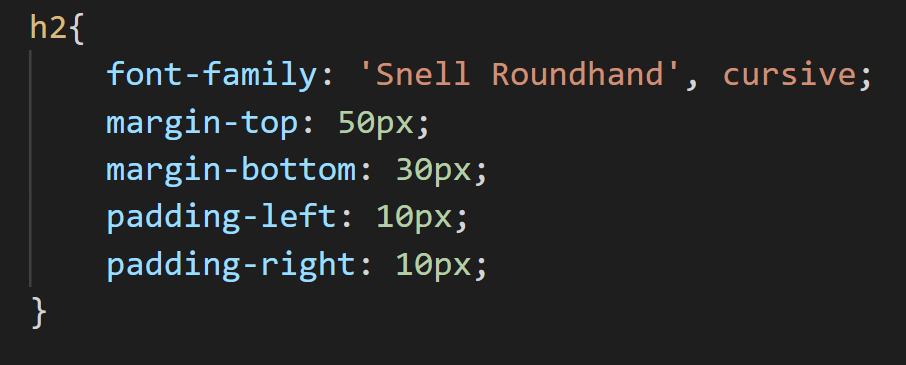 h2{
font-family: 'Snell Roundhand', cursive;
margin-top: 50px;
margin-bottom: 30px;
padding-left: 10px;
padding-right: 10px;
}